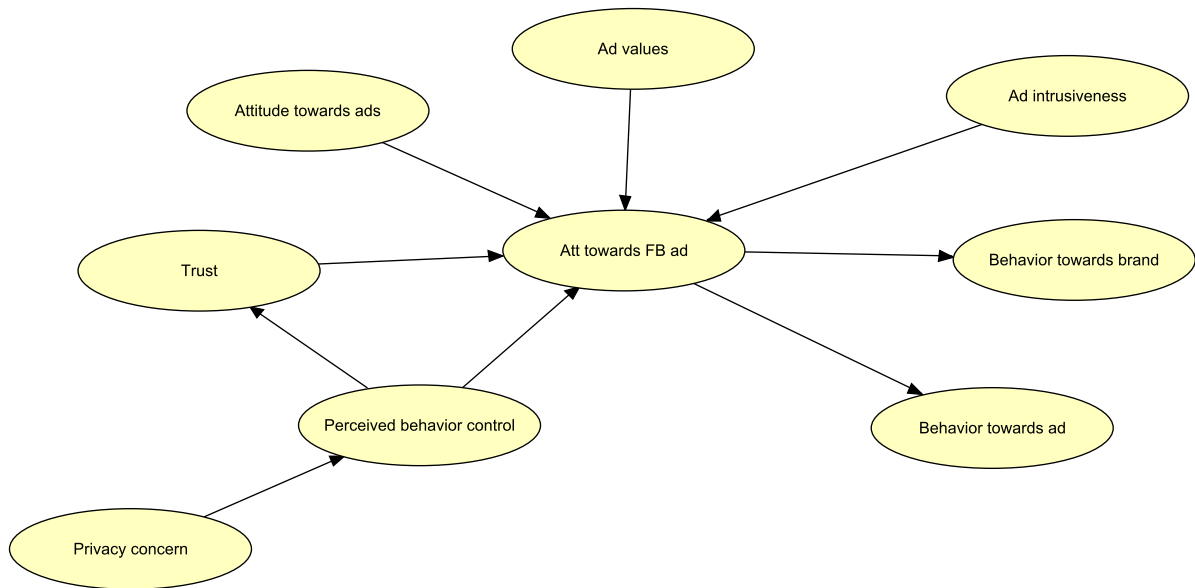 Ad values
Ad intrusiveness
Attitude towards ads
Att towards FB ad
Behavior towards brand
Trust
Perceived behavior control
Behavior towards ad
Privacy concern